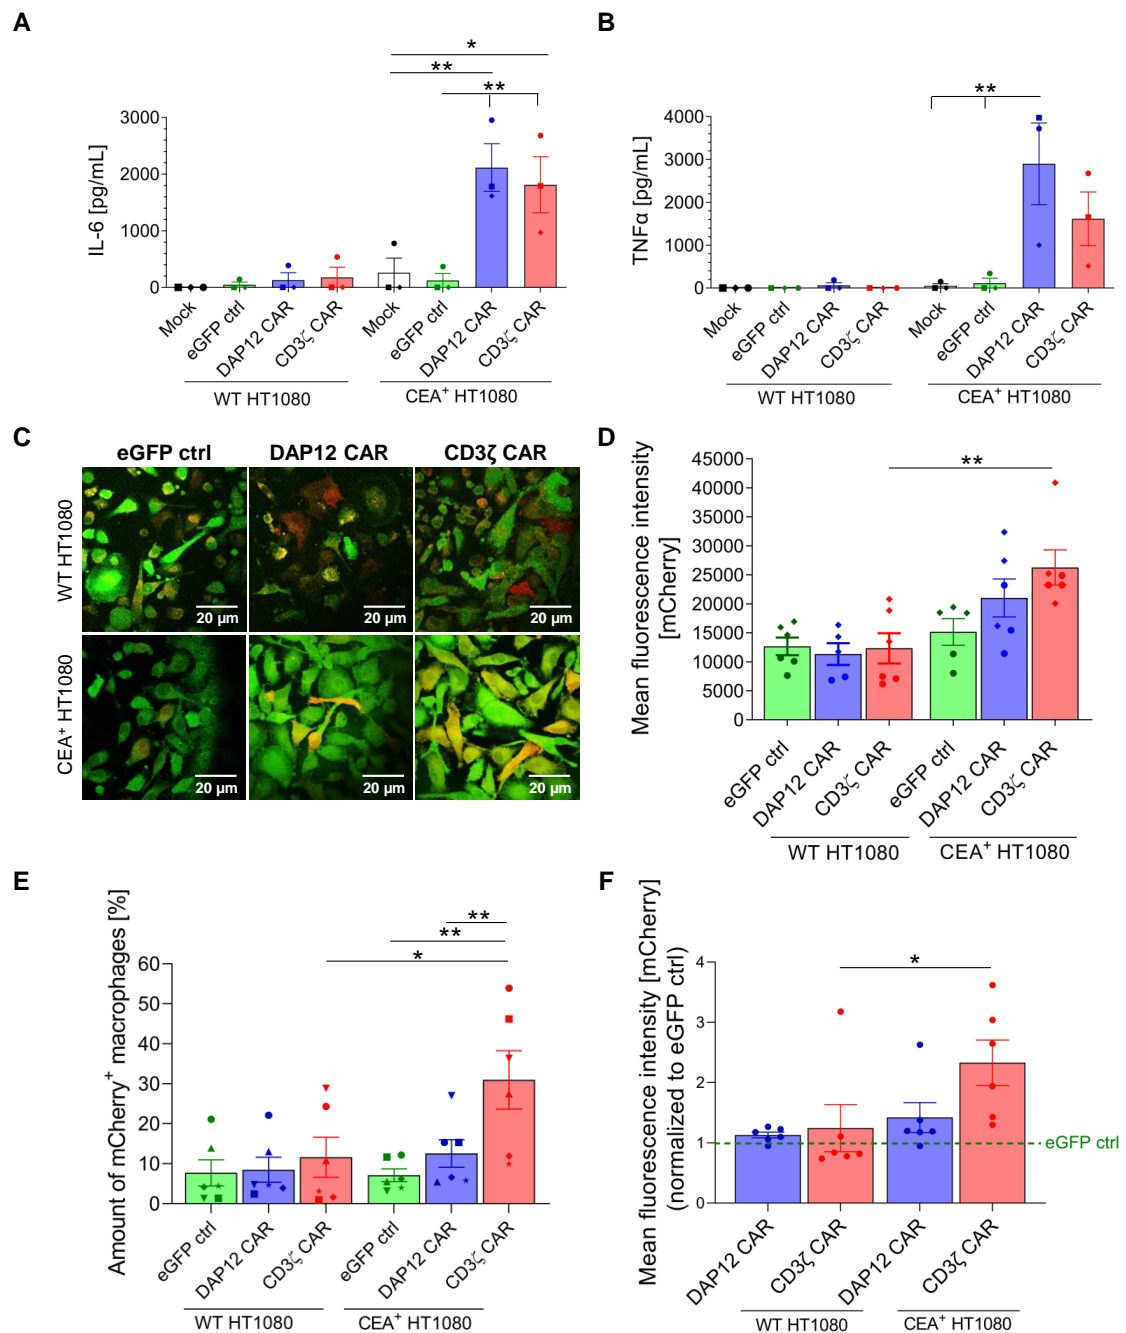 A
B
*
**
**
IL-6 [pg/mL]
3000
2000
1000
0
Mock
eGFP ctrl
DAP12 CAR
CD3ζ CAR
Mock
eGFP ctrl
DAP12 CAR
CD3ζ CAR
WT HT1080
CEA⁺ HT1080
**
TNFα [pg/mL]
4000
3000
2000
1000
0
Mock
eGFP ctrl
DAP12 CAR
CD3ζ CAR
Mock
eGFP ctrl
DAP12 CAR
CD3ζ CAR
WT HT1080
CEA⁺ HT1080
C
eGFP ctrl
DAP12 CAR
CD3ζ CAR
WT HT1080
20 µm
20 µm
20 µm
CEA⁺ HT1080
20 µm
20 µm
20 µm
D
Mean fluorescence intensity
[mCherry]
**
45000
40000
35000
30000
25000
20000
15000
10000
5000
0
eGFP ctrl
DAP12 CAR
CD3ζ CAR
eGFP ctrl
DAP12 CAR
CD3ζ CAR
WT HT1080
CEA⁺ HT1080
E
Amount of mCherry⁺ macrophages [%]
**
**
*
60
50
40
30
20
10
0
eGFP ctrl
DAP12 CAR
CD3ζ CAR
eGFP ctrl
DAP12 CAR
CD3ζ CAR
WT HT1080
CEA⁺ HT1080
F
Mean fluorescence intensity [mCherry]
(normalized to eGFP ctrl)
*
4
3
2
1
0
eGFP ctrl
DAP12 CAR
CD3ζ CAR
DAP12 CAR
CD3ζ CAR
WT HT1080
CEA⁺ HT1080